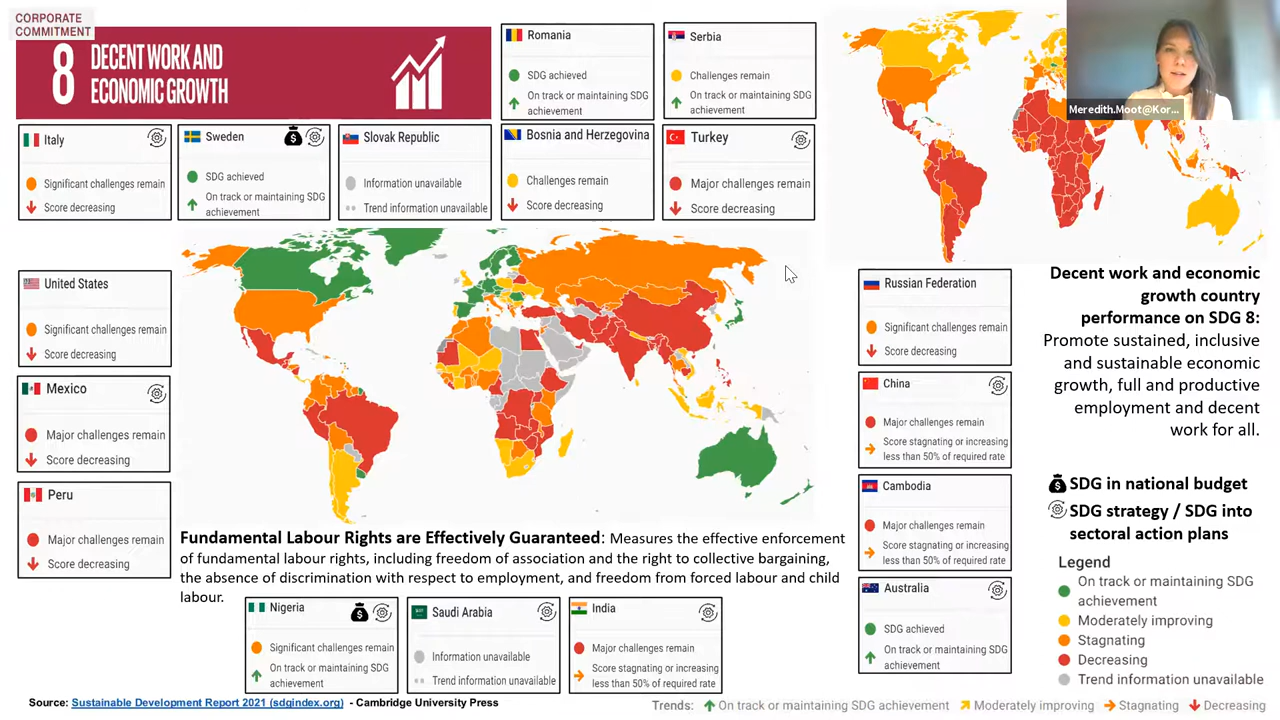 CORPORATE
COMMITMENT
8 DECENT WORK AND
ECONOMIC GROWTH
Romania
SDG achieved
On track or maintaining SDG
achievement
Serbia
Challenges remain
On track or maintaining SDG
achievement
Meredith.Moot@Kor...
Italy
Significant challenges remain
Score decreasing
Sweden
SDG achieved
On track or maintaining SDG
achievement
Slovak Republic
Information unavailable
Trend information unavailable
Bosnia and Herzegovina
Challenges remain
Score decreasing
Turkey
Major challenges remain
Score decreasing
United States
Significant challenges remain
Score decreasing
Mexico
Major challenges remain
Score decreasing
Peru
Major challenges remain
Score decreasing
Russian Federation
Significant challenges remain
Score decreasing
China
Major challenges remain
Score stagnating or increasing
less than 50% of required rate
Cambodia
Major challenges remain
Score stagnating or increasing
less than 50% of required rate
Australia
SDG achieved
On track or maintaining SDG
achievement
Decent work and economic
growth country
performance on SDG 8:
Promote sustained, inclusive
and sustainable economic
growth, full and productive
employment and decent
work for all.
SDG in national budget
SDG strategy / SDG into
sectoral action plans
Legend
On track or maintaining SDG
achievement
Moderately improving
Stagnating
Decreasing
Trend information unavailable
Fundamental Labour Rights are Effectively Guaranteed: Measures the effective enforcement
of fundamental labour rights, including freedom of association and the right to collective bargaining,
the absence of discrimination with respect to employment, and freedom from forced labour and child
labour.
Nigeria
Significant challenges remain
On track or maintaining SDG
achievement
Saudi Arabia
Information unavailable
Trend information unavailable
India
Major challenges remain
Score stagnating or increasing
less than 50% of required rate
Source: Sustainable Development Report 2021 (sdgindex.org) - Cambridge University Press
Trends: On track or maintaining SDG achievement Moderately improving Stagnating Decreasing